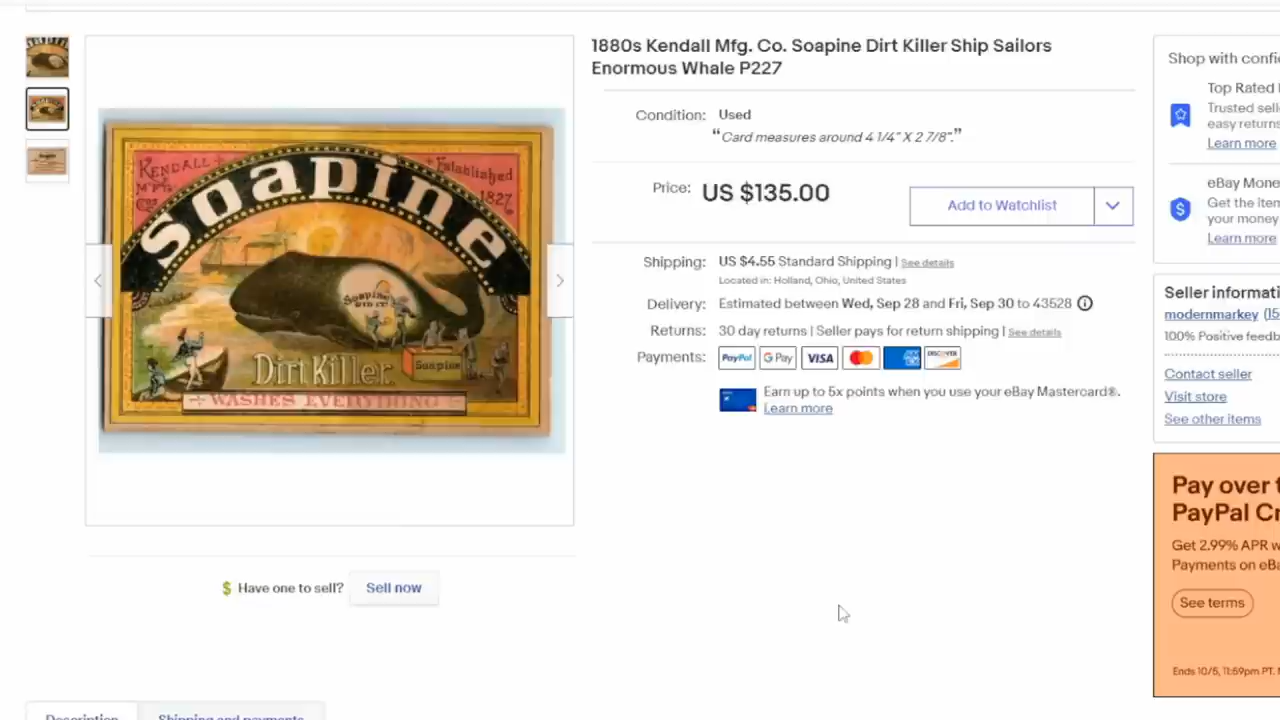 1880s Kendall Mfg. Co. Soapine Dirt Killer Ship Sailors
Enormous Whale P227
Condition: Used
“Card measures around 4 1/4" X 2 7/8".”
Price: US $135.00
Add to Watchlist
Shipping: US $4.55 Standard Shipping | See details
Located in: Holland, Ohio, United States
Delivery: Estimated between Wed, Sep 28 and Fri, Sep 30 to 43528
Returns: 30 day returns | Seller pays for return shipping | See details
Payments: PayPal G Pay VISA DISCOVER
Earn up to 5x points when you use your eBay Mastercard®.
Learn more
KENDALL
M'F'G
Co.
Established
1827
Soapine
Soapine
DID IT
Dirt Killer.
Soapine
WASHES EVERYTHING
$ Have one to sell? Sell now
Description
Shipping and payments
Shop with confi
Top Rated
Trusted sell
easy returns
Learn more
eBay Mone
Get the item
your money
Learn more
Seller informati
modernmarkey (15
100% Positive feedb
Contact seller
Visit store
See other items
Pay over t
PayPal Cr
Get 2.99% APR w
Payments on eBa
See terms
Ends 10/5, 11:59pm PT.